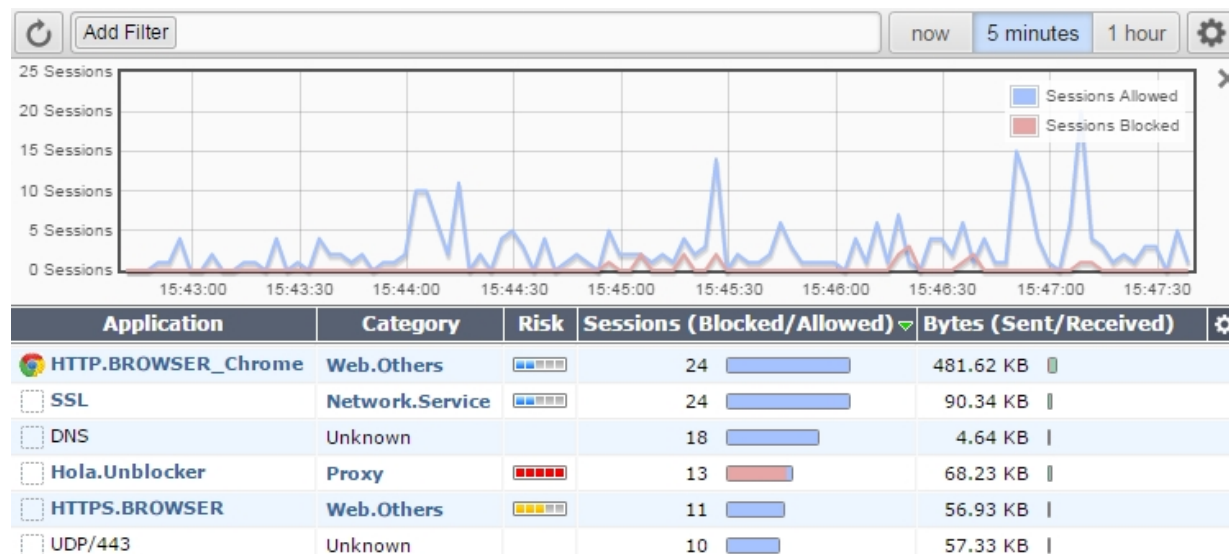 Add Filter now 5 minutes 1 hour
25 Sessions
20 Sessions
15 Sessions
10 Sessions
5 Sessions
0 Sessions
Sessions Allowed
Sessions Blocked
15:43:00 15:43:30 15:44:00 15:44:30 15:45:00 15:45:30 15:46:00 15:46:30 15:47:00 15:47:30
Application Category Risk Sessions (Blocked/Allowed) Bytes (Sent/Received)
HTTP.BROWSER_Chrome Web.Others 24 481.62 KB
SSL Network.Service 24 90.34 KB
DNS Unknown 18 4.64 KB
Hola.Unblocker Proxy 13 68.23 KB
HTTPS.BROWSER Web.Others 11 56.93 KB
UDP/443 Unknown 10 57.33 KB